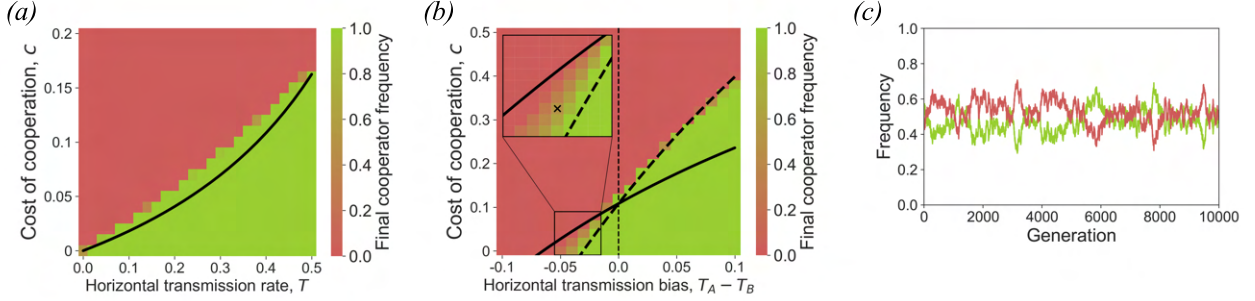 (a)
Cost of cooperation, c
0.2
0.15
0.1
0.05
0
0.0 0.1 0.2 0.3 0.4 0.5
Horizontal transmission rate, T
1.0
0.8
0.6
0.4
0.2
0.0
Final cooperator frequency
(b)
Cost of cooperation, c
0.5
0.4
0.3
0.2
0.1
0
×
-0.1 -0.05 0.0 0.05 0.1
Horizontal transmission bias, T_A − T_B
1.0
0.8
0.6
0.4
0.2
0.0
Final cooperator frequency
(c)
Frequency
1.0
0.8
0.6
0.4
0.2
0.0
0 2000 4000 6000 8000 10000
Generation